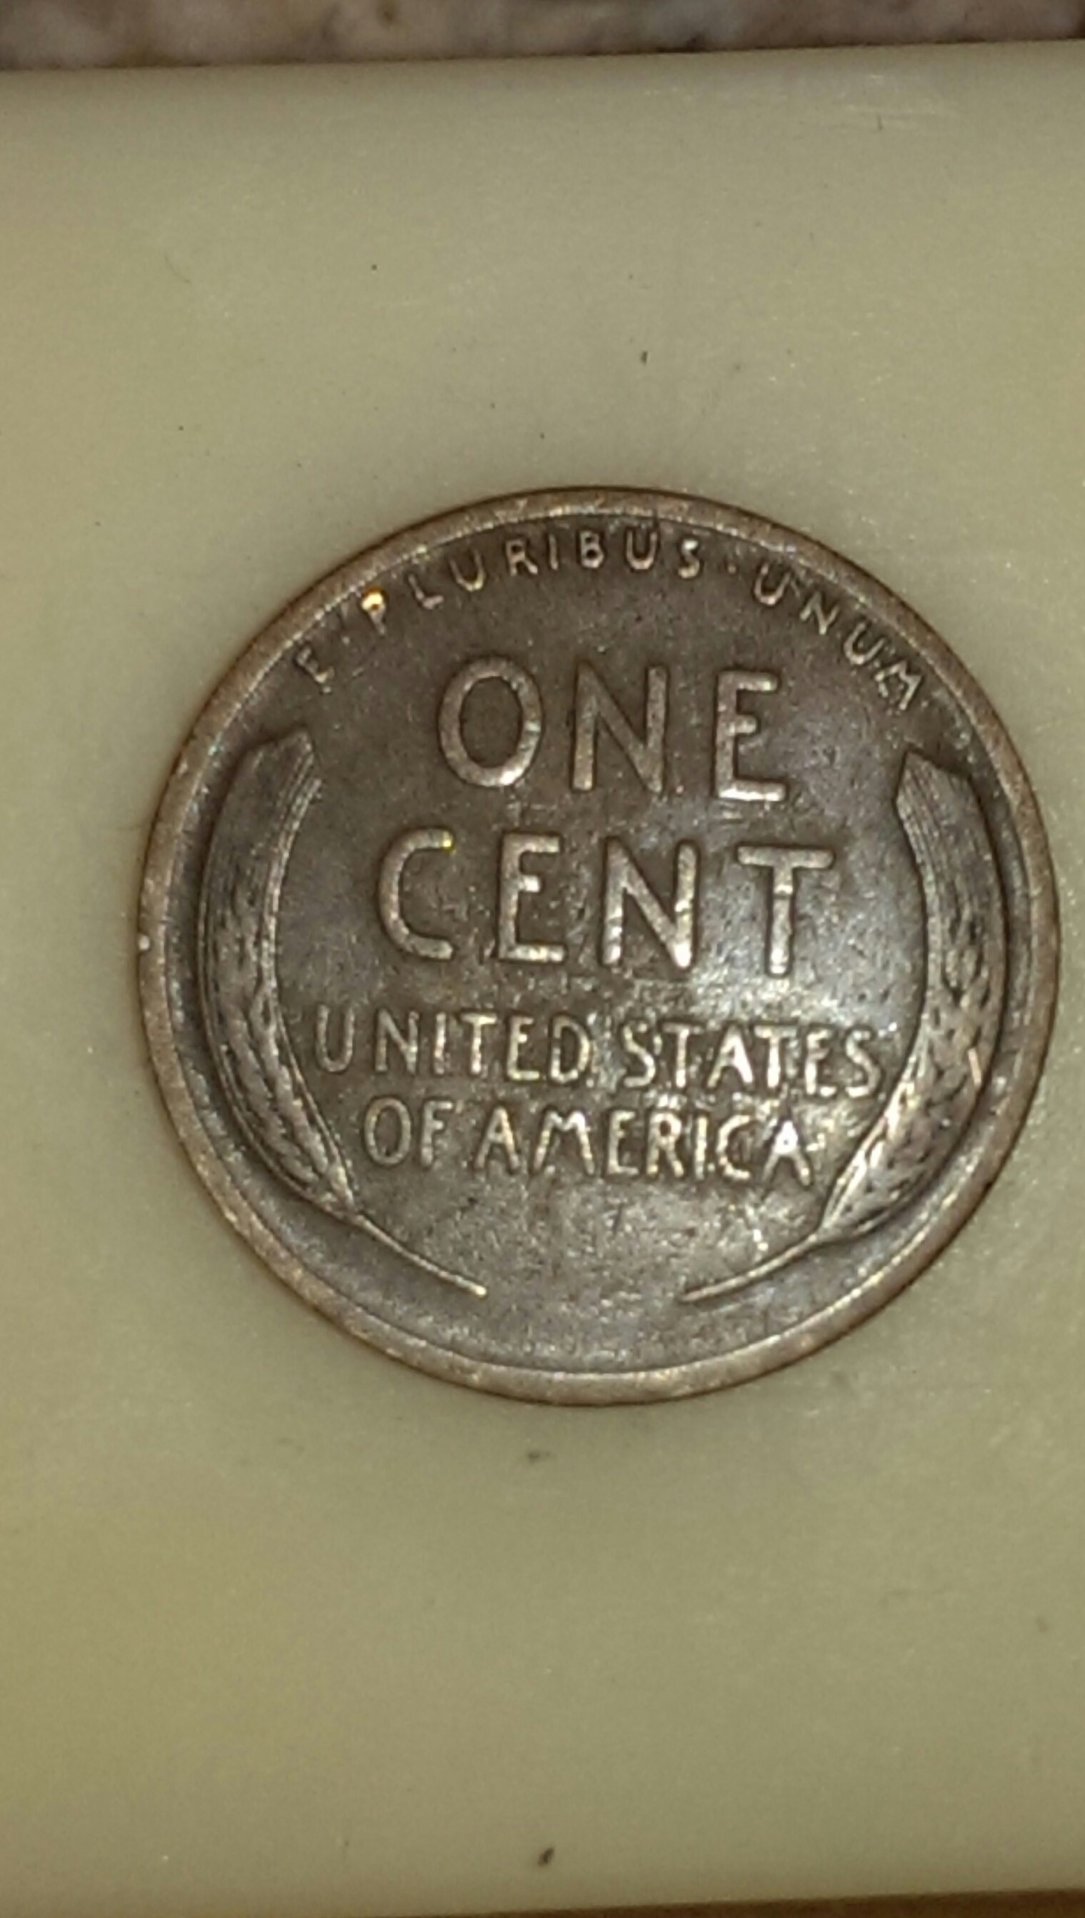 E · PLURIBUS · UNUM
ONE
CENT
UNITED STATES
OF AMERICA